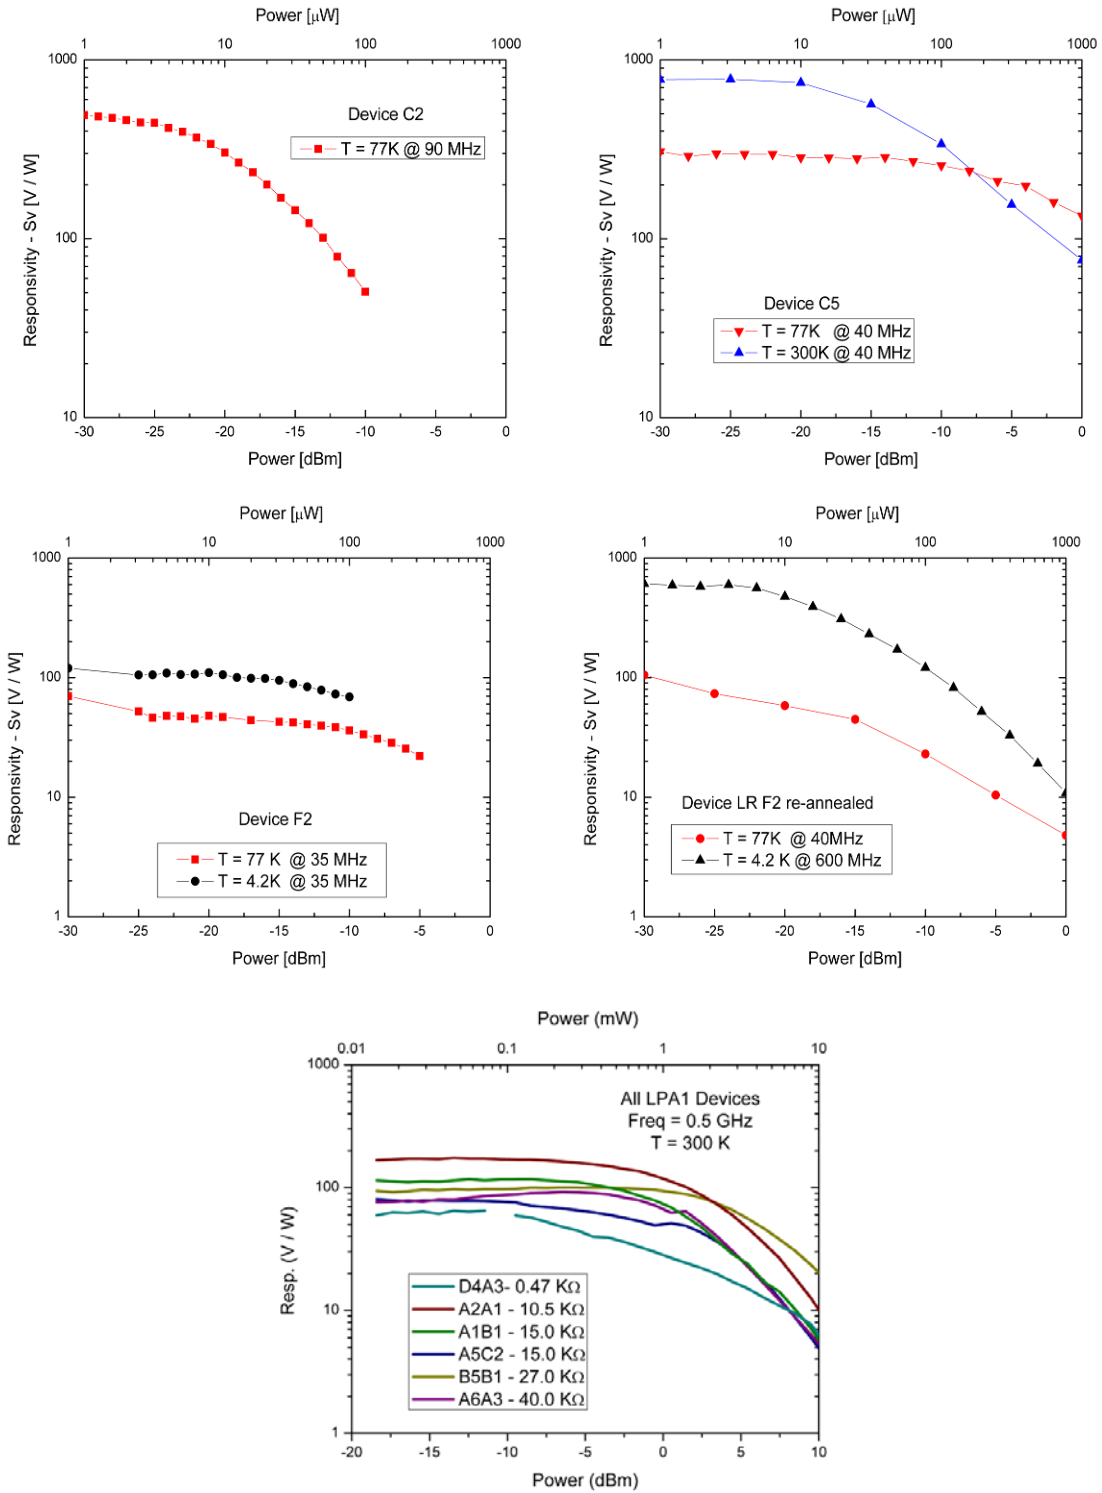 Power [μW]
1 10 100 1000
1000
Device C2
T = 77K @ 90 MHz
Responsivity - Sv [V / W]
100
10
-30 -25 -20 -15 -10 -5 0
Power [dBm]
Power [μW]
1 10 100 1000
1000
Responsivity - Sv [V / W]
100
Device C5
T = 77K @ 40 MHz
T = 300K @ 40 MHz
10
-30 -25 -20 -15 -10 -5 0
Power [dBm]
Power [μW]
1 10 100 1000
1000
Responsivity - Sv [V / W]
100
10
Device F2
T = 77 K @ 35 MHz
T = 4.2K @ 35 MHz
1
-30 -25 -20 -15 -10 -5 0
Power [dBm]
Power [μW]
1 10 100 1000
1000
Responsivity - Sv [V / W]
100
10
Device LR F2 re-annealed
T = 77K @ 40MHz
T = 4.2 K @ 600 MHz
1
-30 -25 -20 -15 -10 -5 0
Power [dBm]
Power (mW)
0.01 0.1 1 10
1000
All LPA1 Devices
Freq = 0.5 GHz
T = 300 K
100
Resp. (V / W)
D4A3- 0.47 KΩ
A2A1 - 10.5 KΩ
10
A1B1 - 15.0 KΩ
A5C2 - 15.0 KΩ
B5B1 - 27.0 KΩ
A6A3 - 40.0 KΩ
1
-20 -15 -10 -5 0 5 10
Power (dBm)